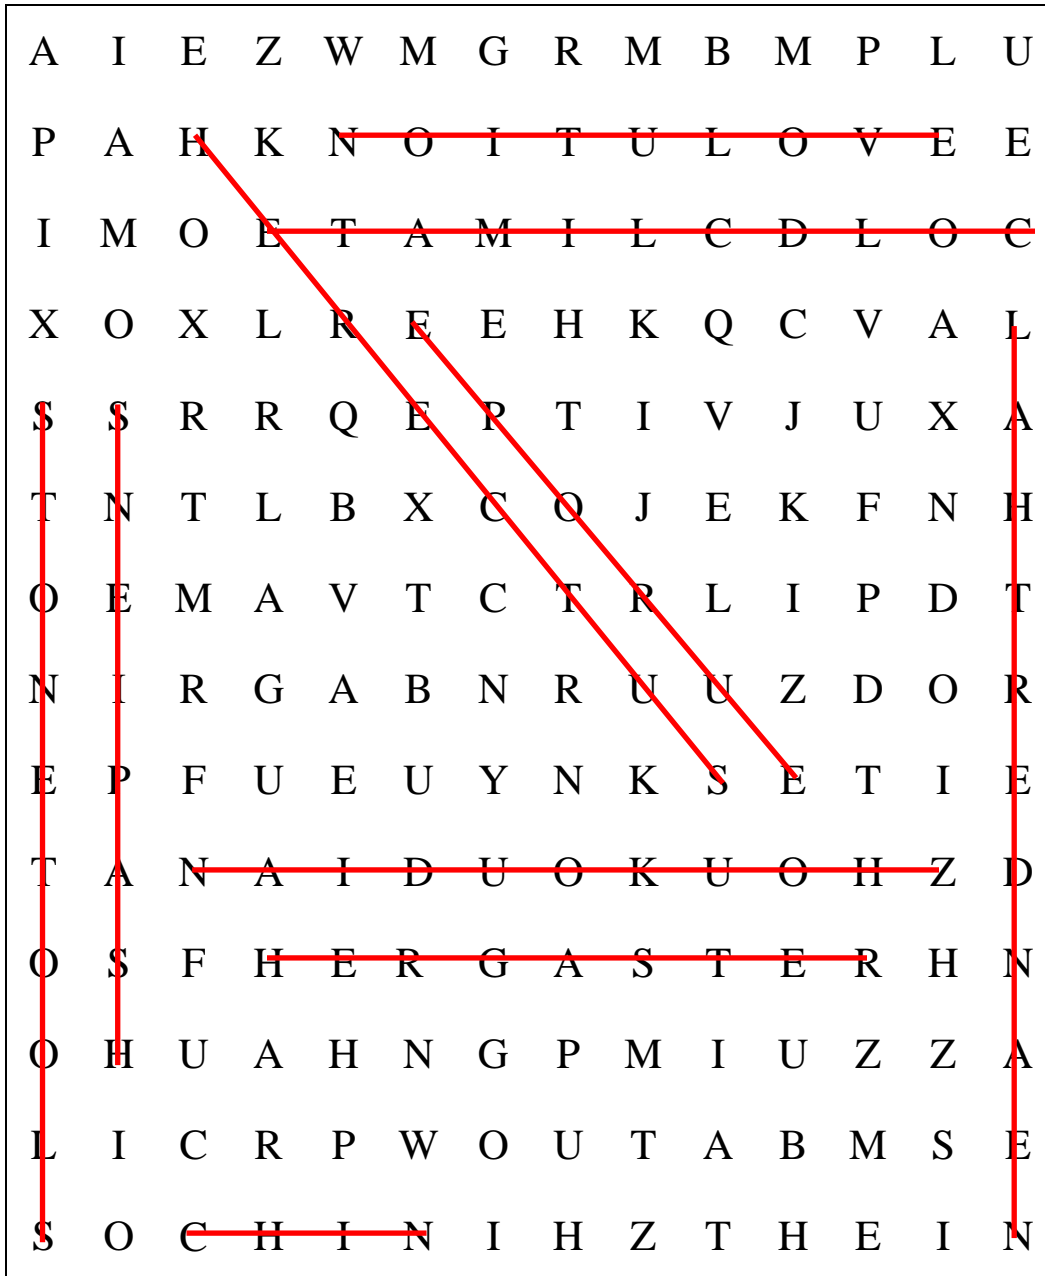 A I E Z W M G R M B M P L U
P A H K N O I T U L O V E E
I M O E T A M I L C D L O C
X O X L R E E H K Q C V A L
S S R R Q E P T I V J U X A
T N T L B X C O J E K F N H
O E M A V T C T R L I P D T
N I R G A B N R U U Z D O R
E P F U E U Y N K S E T I E
T A N A I D U O K U O H Z D
O S F H E R G A S T E R H N
O H U A H N G P M I U Z Z A
L I C R P W O U T A B M S E
S O C H I N I H Z T H E I N